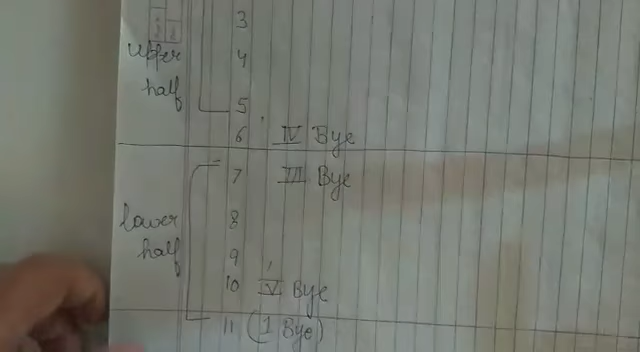 3
upper 4
half
5
6 IV Bye
7 III Bye
lower 8
half 9
10 IV Bye
11 (1 Bye)